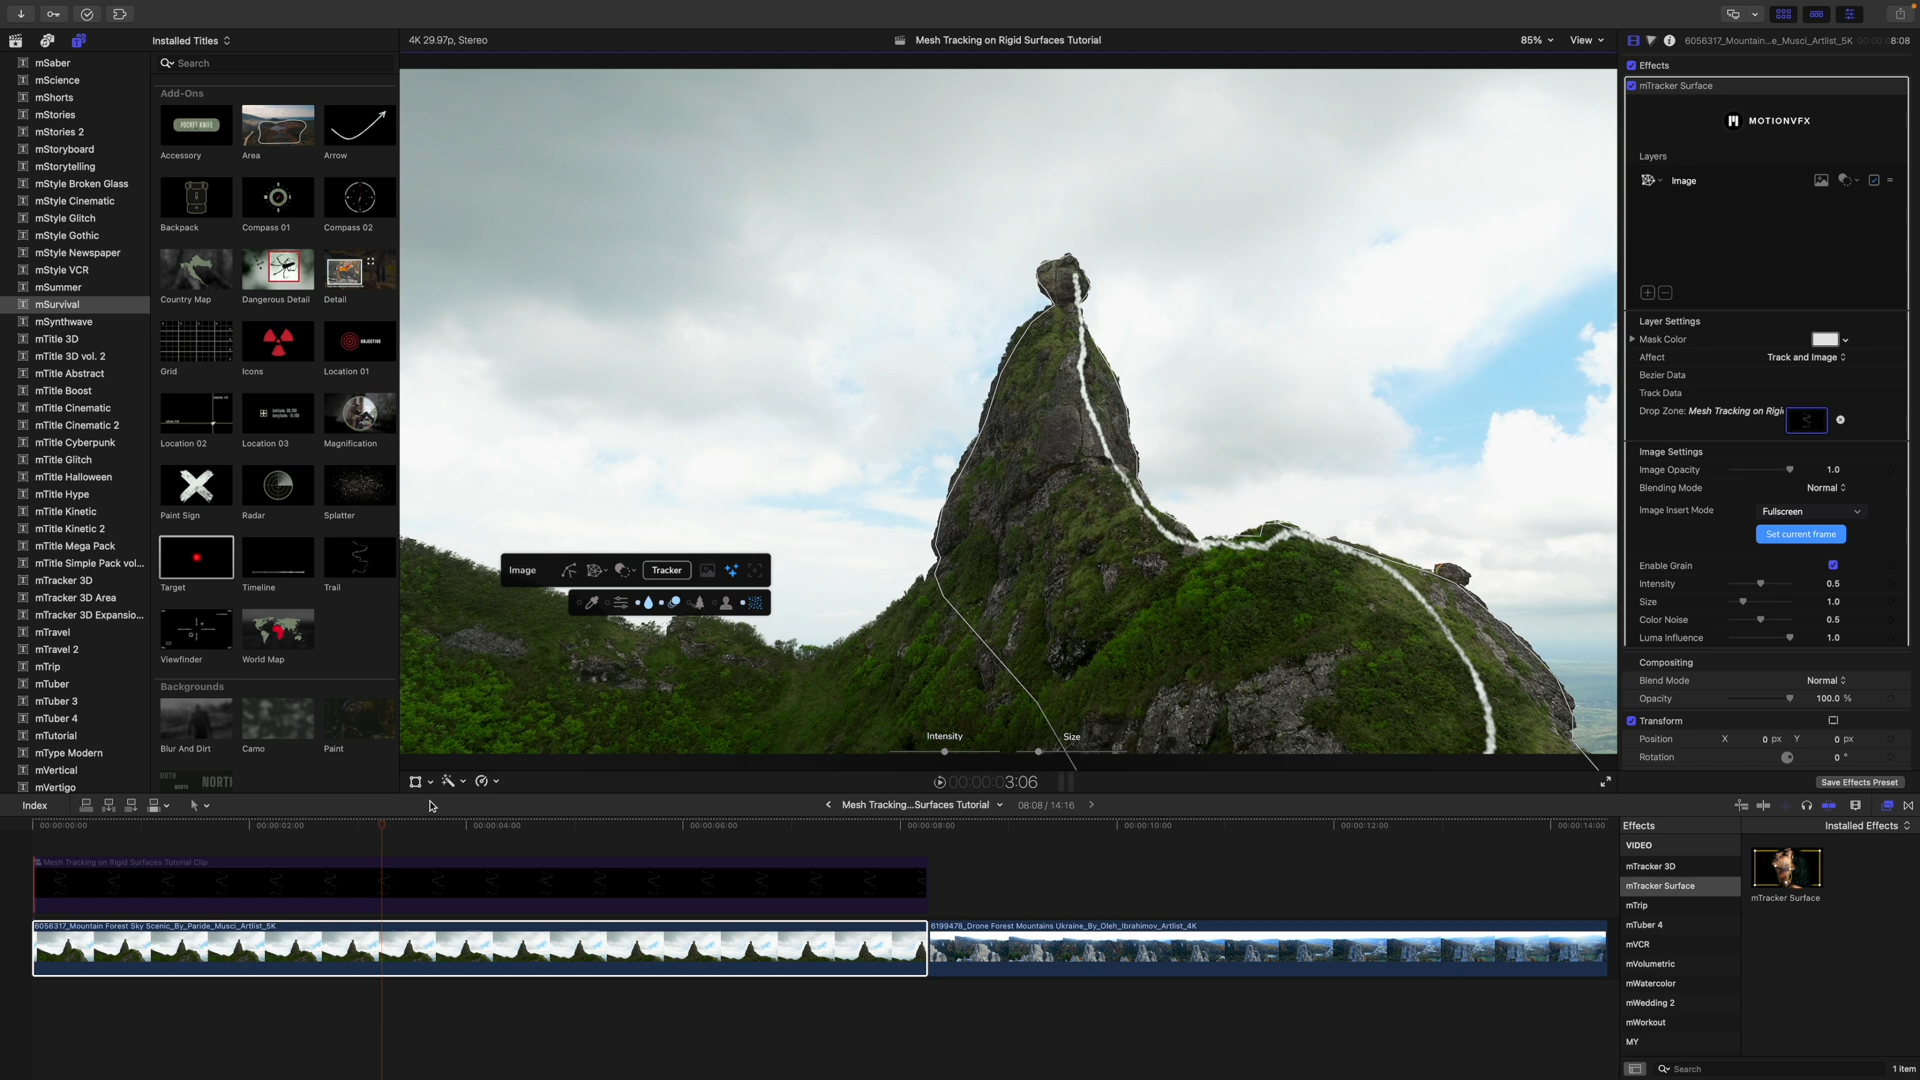 Installed Titles
4K 29.97p, Stereo
Mesh Tracking on Rigid Surfaces Tutorial
85%
View
6056317_Mountain...e_Musci_Artlist_5K
00:00:08:08
mSaber
mScience
mShorts
mStories
mStories 2
mStoryboard
mStorytelling
mStyle Broken Glass
mStyle Cinematic
mStyle Glitch
mStyle Gothic
mStyle Newspaper
mStyle VCR
mSummer
mSurvival
mSynthwave
mTitle 3D
mTitle 3D vol. 2
mTitle Abstract
mTitle Boost
mTitle Cinematic
mTitle Cinematic 2
mTitle Cyberpunk
mTitle Glitch
mTitle Halloween
mTitle Hype
mTitle Kinetic
mTitle Kinetic 2
mTitle Mega Pack
mTitle Simple Pack vol...
mTracker 3D
mTracker 3D Area
mTracker 3D Expansio...
mTravel
mTravel 2
mTrip
mTuber
mTuber 3
mTuber 4
mTutorial
mType Modern
mVertical
mVertigo
Search
Add-Ons
POCKET KNIFE
Accessory
Area
Arrow
Backpack
Compass 01
Compass 02
Country Map
Dangerous Detail
Detail
Grid
Icons
OBJECTIVE
Location 01
Location 02
Location 03
Magnification
Paint Sign
Radar
Splatter
Target
Timeline
Trail
Viewfinder
World Map
Backgrounds
Blur And Dirt
Camo
Paint
NORTH
Image
Tracker
Intensity
Size
00:00:03:06
Effects
mTracker Surface
MOTIONVFX
Layers
Image
Layer Settings
Mask Color
Affect
Track and Image
Bezier Data
Track Data
Drop Zone: Mesh Tracking on Rigi
Image Settings
Image Opacity
1.0
Blending Mode
Normal
Image Insert Mode
Fullscreen
Set current frame
Enable Grain
Intensity
0.5
Size
1.0
Color Noise
0.5
Luma Influence
1.0
Compositing
Blend Mode
Normal
Opacity
100.0 %
Transform
Position
X
0 px
Y
0 px
Rotation
0 °
Save Effects Preset
Index
Mesh Tracking...Surfaces Tutorial
08:08 / 14:16
00:00:00:00
00:00:02:00
00:00:04:00
00:00:06:00
00:00:08:00
00:00:10:00
00:00:12:00
00:00:14:00
Mesh Tracking on Rigid Surfaces Tutorial Clip
6056317_Mountain Forest Sky Scenic_By_Paride_Musci_Artlist_5K
6199478_Drone Forest Mountains Ukraine_By_Oleh_Ibrahimov_Artlist_4K
Effects
Installed Effects
VIDEO
mTracker 3D
mTracker Surface
mTrip
mTuber 4
mVCR
mVolumetric
mWatercolor
mWedding 2
mWorkout
MY
mTracker Surface
Search
1 item